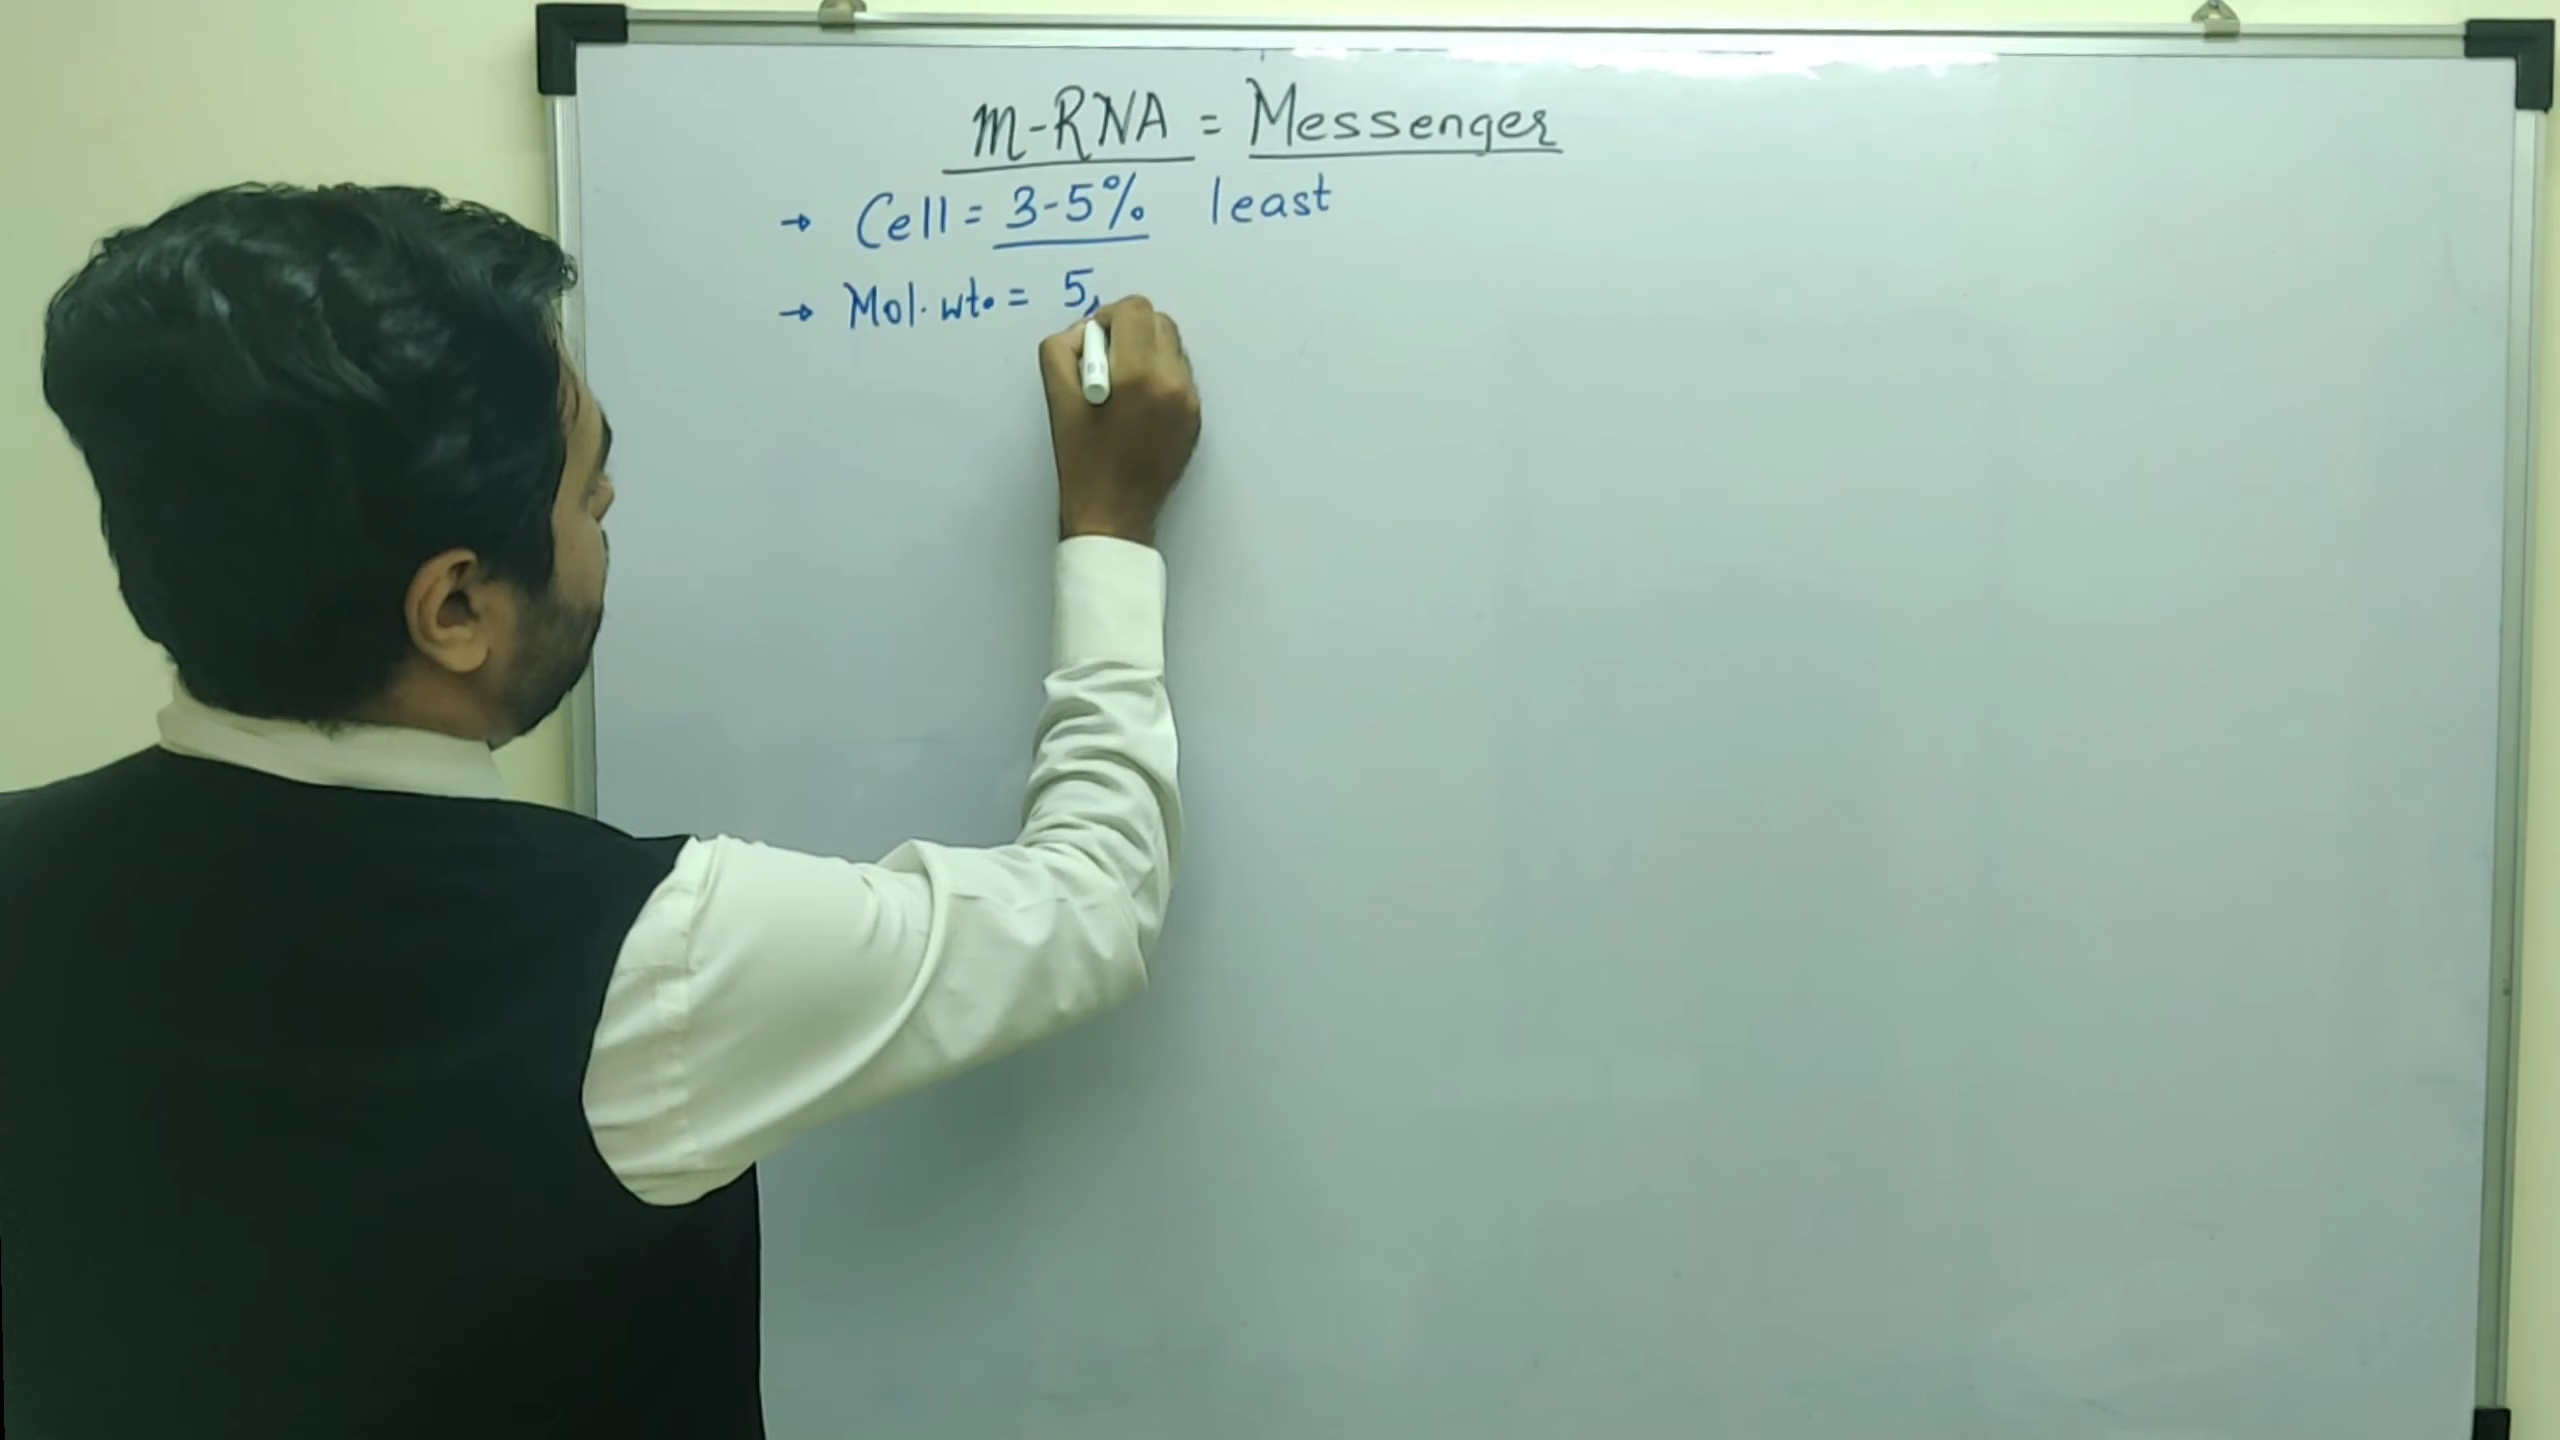 m-RNA = Messenger
→ Cell = 3-5% least
→ Mol. wt. = 5,